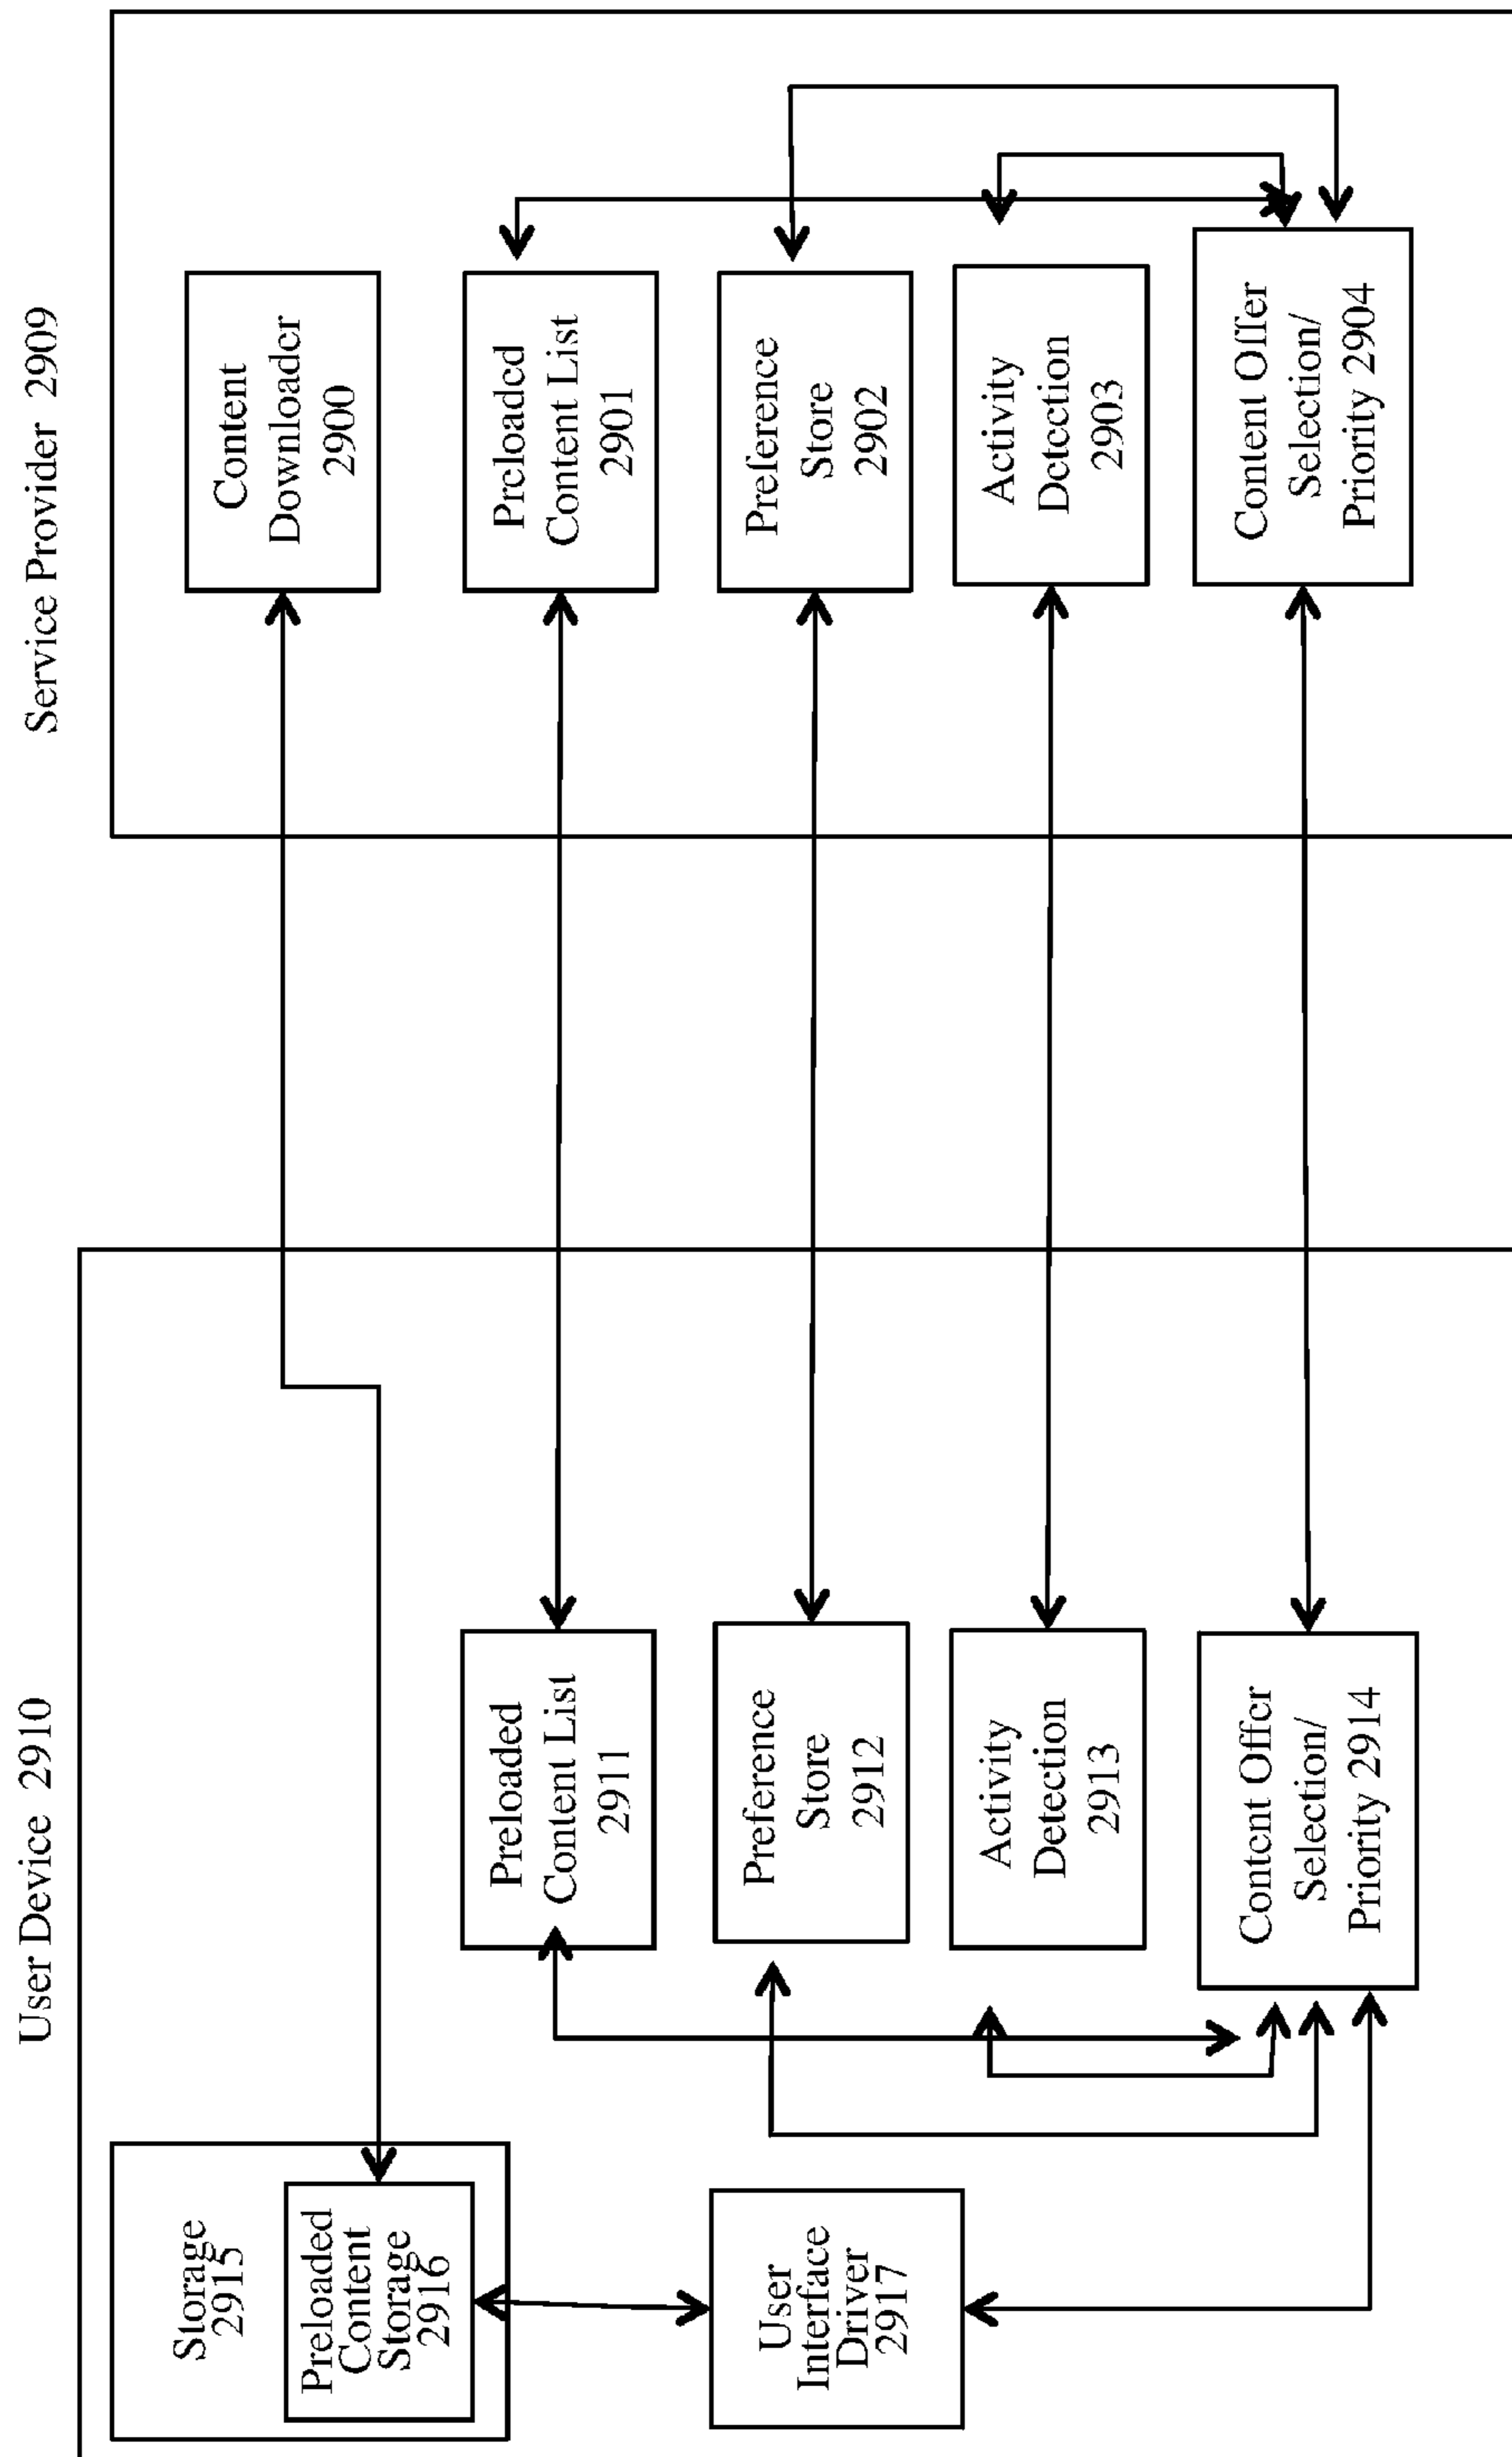 User Device  2910
Service Provider  2909
Storage
2915
Preloaded
Content
Storage
2916
User
Interface
Driver
2917
Preloaded
Content List
2911
Preference
Store
2912
Activity
Detection
2913
Content Offer
Selection/
Priority 2914
Content
Downloader
2900
Preloaded
Content List
2901
Preference
Store
2902
Activity
Detection
2903
Content Offer
Selection/
Priority 2904